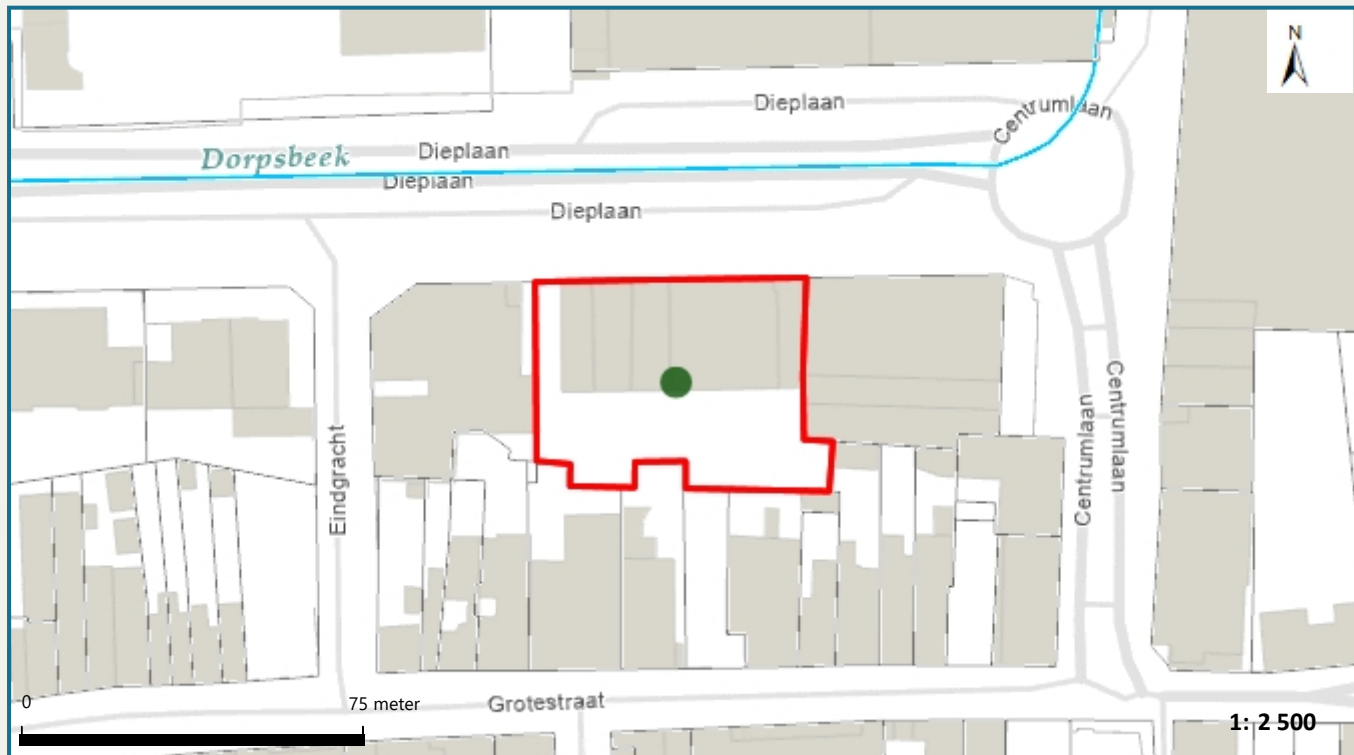 N
Dieplaan
Centrumlaan
Dorpsbeek
Dieplaan
Dieplaan
Dieplaan
Eindgracht
Centrumlaan
Centrumlaan
Grotestraat
0
75 meter
1: 2 500